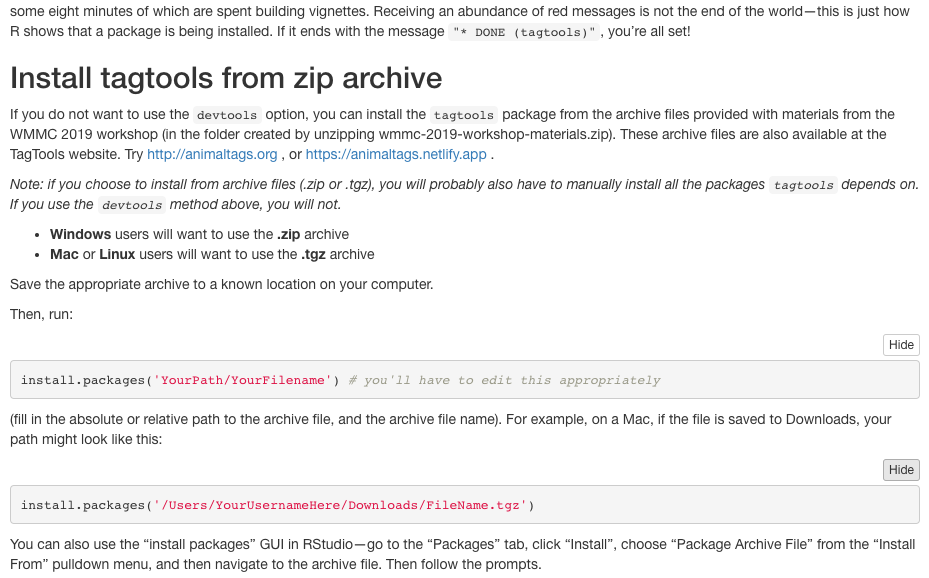 some eight minutes of which are spent building vignettes. Receiving an abundance of red messages is not the end of the world—this is just how
R shows that a package is being installed. If it ends with the message "* DONE (tagtools)" , you’re all set!
Install tagtools from zip archive
If you do not want to use the devtools option, you can install the tagtools package from the archive files provided with materials from the
WMMC 2019 workshop (in the folder created by unzipping wmmc-2019-workshop-materials.zip). These archive files are also available at the
TagTools website. Try http://animaltags.org , or https://animaltags.netlify.app .
Note: if you choose to install from archive files (.zip or .tgz), you will probably also have to manually install all the packages tagtools depends on.
If you use the devtools method above, you will not.
• Windows users will want to use the .zip archive
• Mac or Linux users will want to use the .tgz archive
Save the appropriate archive to a known location on your computer.
Then, run:
Hide
install.packages('YourPath/YourFilename') # you'll have to edit this appropriately
(fill in the absolute or relative path to the archive file, and the archive file name). For example, on a Mac, if the file is saved to Downloads, your
path might look like this:
Hide
install.packages('/Users/YourUsernameHere/Downloads/FileName.tgz')
You can also use the “install packages” GUI in RStudio—go to the “Packages” tab, click “Install”, choose “Package Archive File” from the “Install
From” pulldown menu, and then navigate to the archive file. Then follow the prompts.